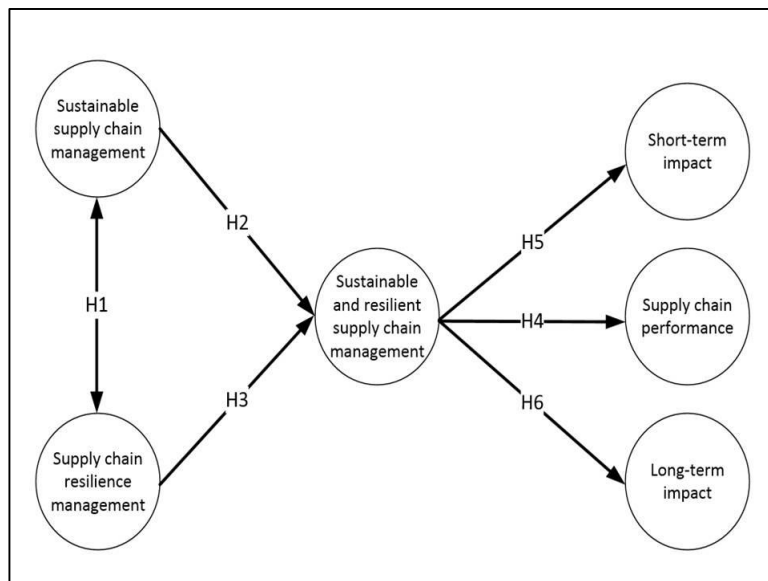 Sustainable
supply chain
management
H1
Supply chain
resilience
management
H2
H3
Sustainable
and resilient
supply chain
management
H5
H4
H6
Short-term
impact
Supply chain
performance
Long-term
impact